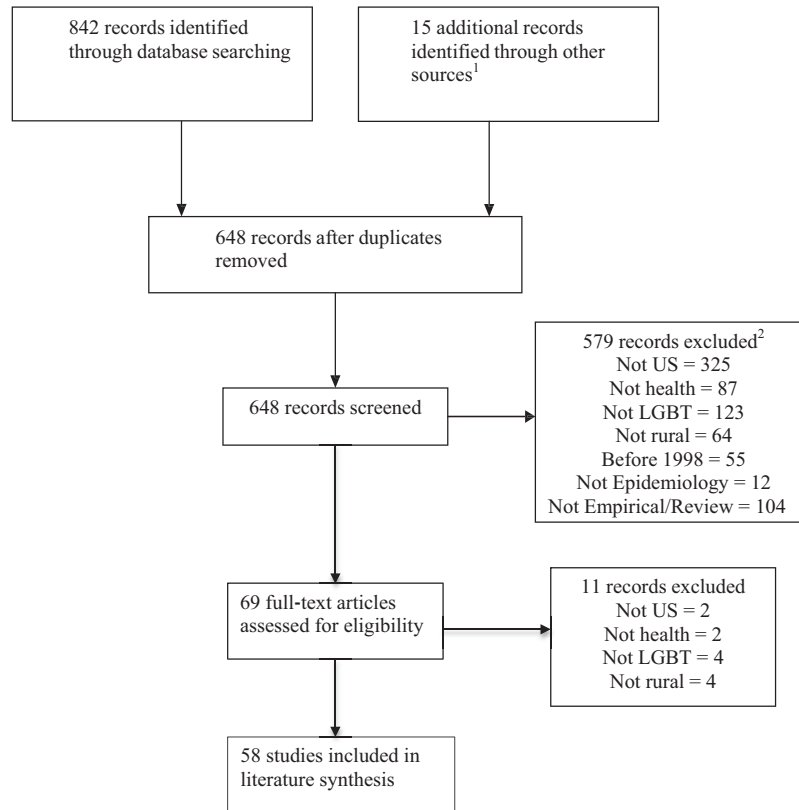 842 records identified
through database searching
15 additional records
identified through other
sources1
648 records after duplicates
removed
648 records screened
579 records excluded2
Not US = 325
Not health = 87
Not LGBT = 123
Not rural = 64
Before 1998 = 55
Not Epidemiology = 12
Not Empirical/Review = 104
69 full-text articles
assessed for eligibility
11 records excluded
Not US = 2
Not health = 2
Not LGBT = 4
Not rural = 4
58 studies included in
literature synthesis